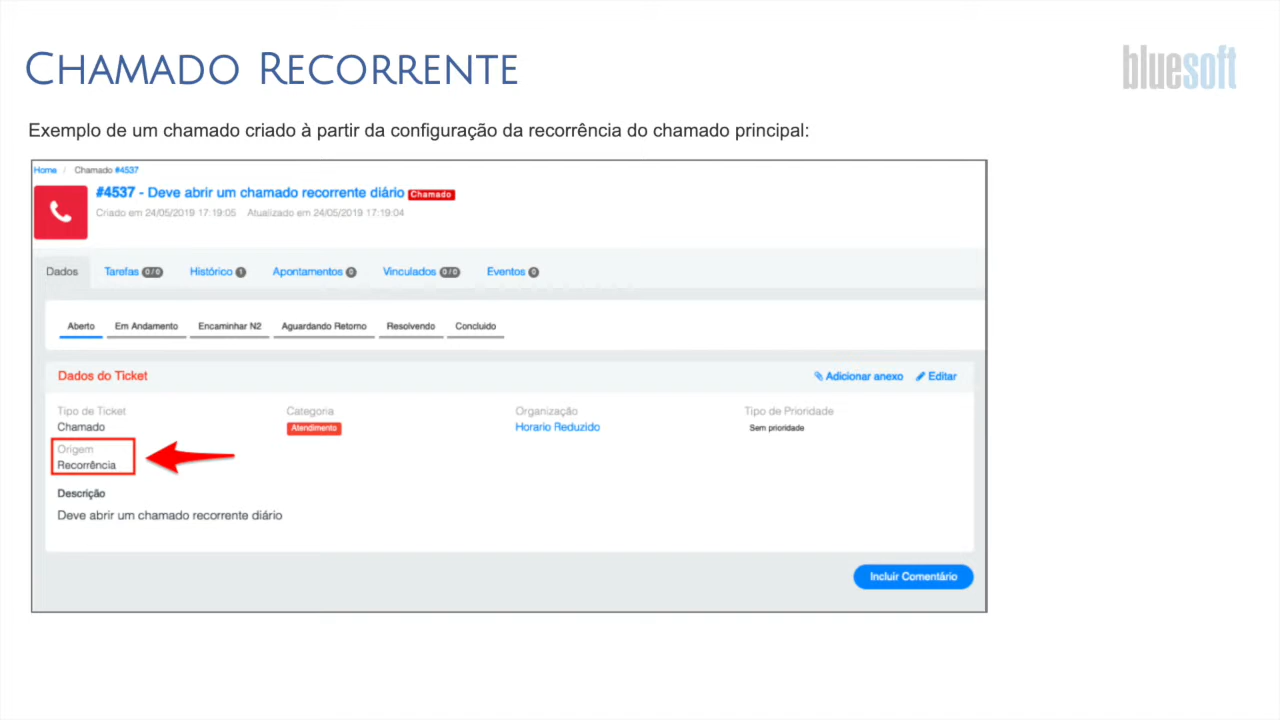 Chamado Recorrente
bluesoft
Exemplo de um chamado criado à partir da configuração da recorrência do chamado principal:
Home / Chamado #4537
#4537 - Deve abrir um chamado recorrente diário Chamado
Criado em 24/05/2019 17:19:05 Atualizado em 24/05/2019 17:19:04
Dados Tarefas 0/0 Histórico 1 Apontamentos 0 Vinculados 0/0 Eventos 0
Aberto Em Andamento Encaminhar N2 Aguardando Retorno Resolvendo Concluido
Dados do Ticket Adicionar anexo Editar
Tipo de Ticket Categoria Organização Tipo de Prioridade
Chamado Atendimento Horario Reduzido Sem prioridade
Origem
Recorrência
Descrição
Deve abrir um chamado recorrente diário
Incluir Comentário